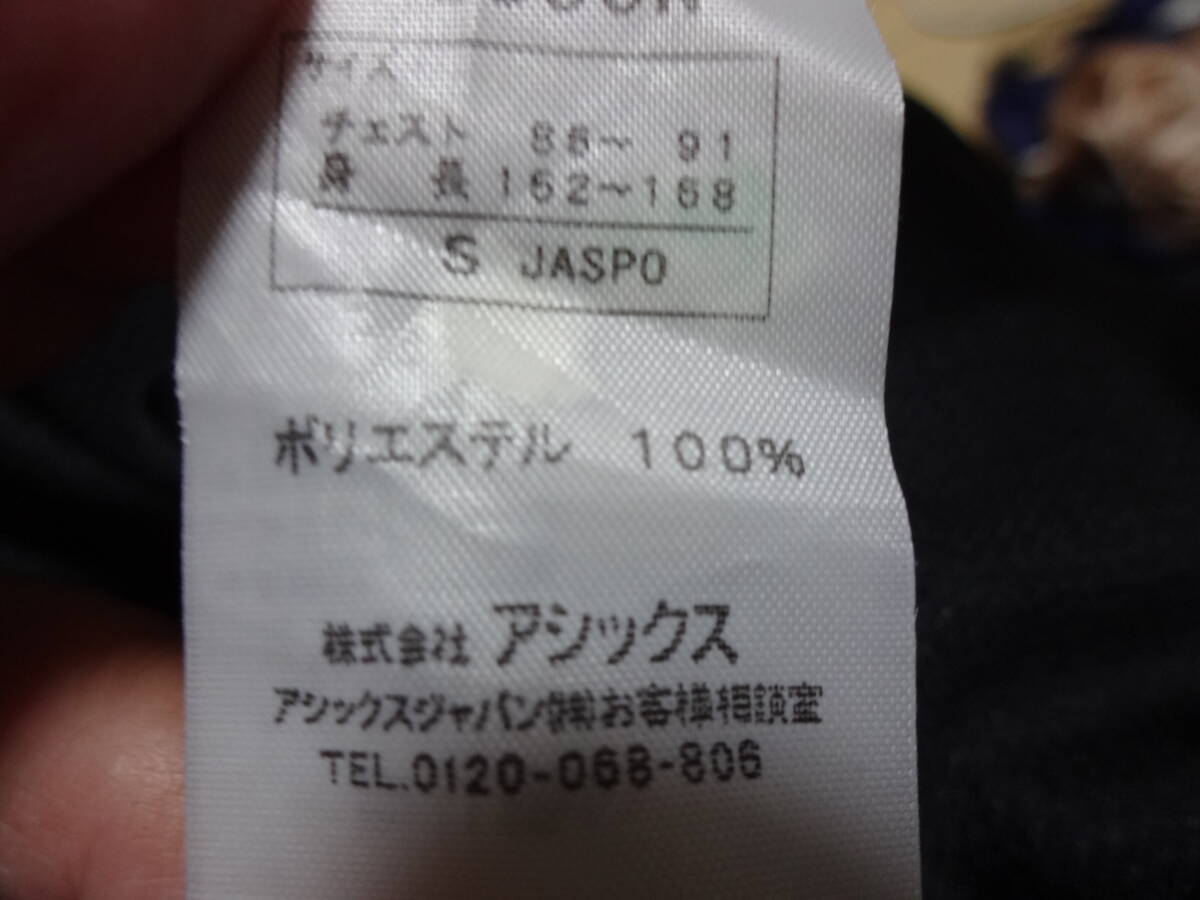 サイズ
チェスト 88～ 91
身 長 162～168
S JASPO
ポリエステル 100%
株式会社 アシックス
アシックスジャパン(株)お客様相談室
TEL.0120-068-806